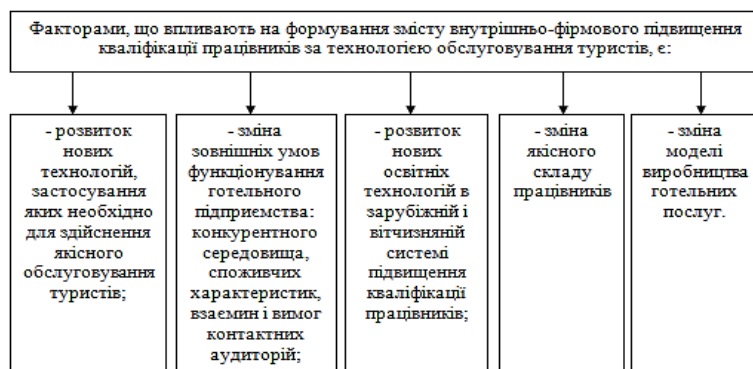 Факторами, що впливають на формування змісту внутрішньо-фірмового підвищення
кваліфікації працівників за технологією обслуговування туристів, є:
- розвиток
нових
технологій,
застосування
яких необхідно
для здійснення
якісного
обслуговування
туристів;
- зміна
зовнішніх умов
функціонування
готельного
підприємства:
конкурентного
середовища,
споживчих
характеристик,
взаємин і вимог
контактних
аудиторій;
- розвиток
нових
освітніх
технологій в
зарубіжній і
вітчизняній
системі
підвищення
кваліфікації
працівників;
- зміна
якісного
складу
працівників
- зміна
моделі
виробництва
готельних
послуг.